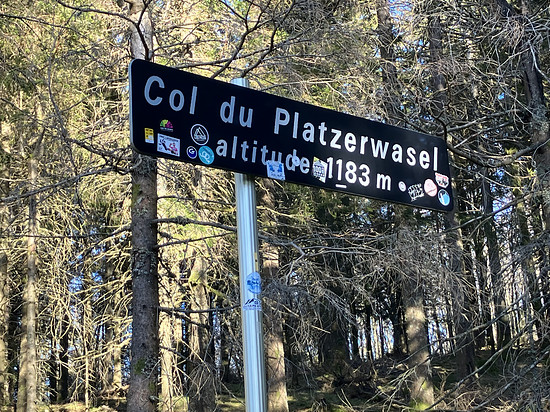 Col du Platzerwasel
altitude 1183 m